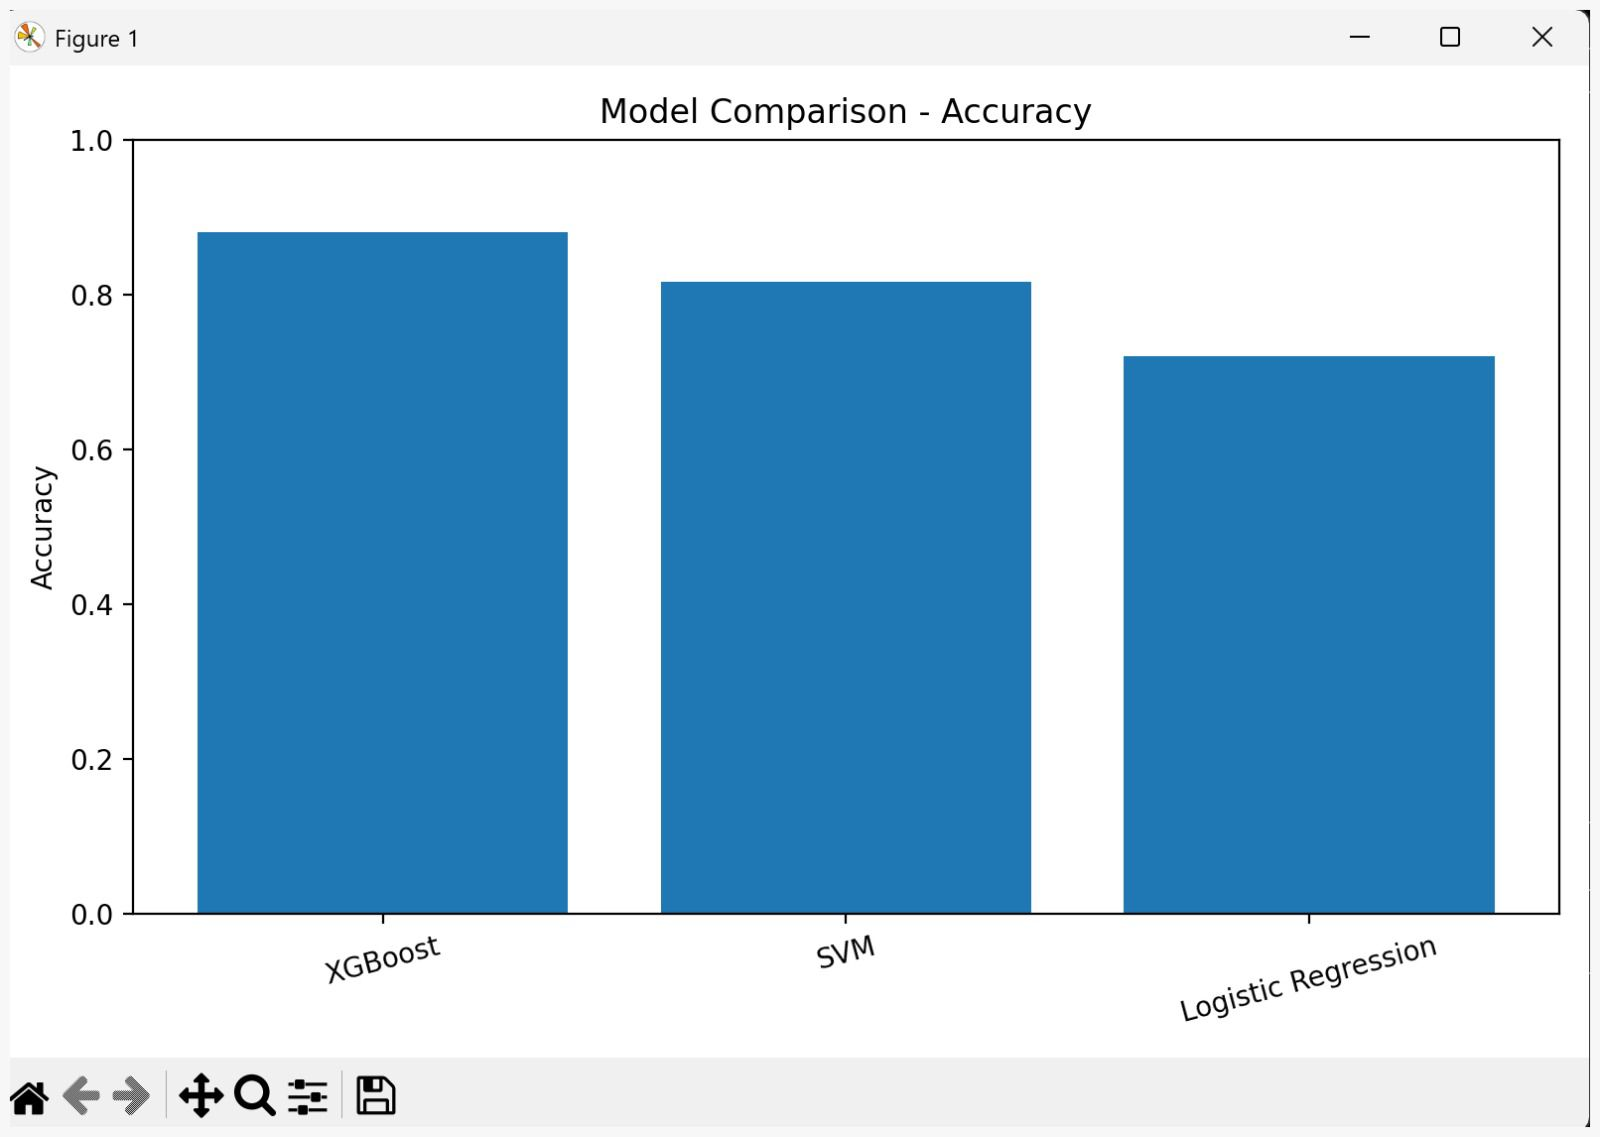 Figure 1
Model Comparison - Accuracy
1.0
0.8
0.6
0.4
0.2
0.0
Accuracy
XGBoost
SVM
Logistic Regression